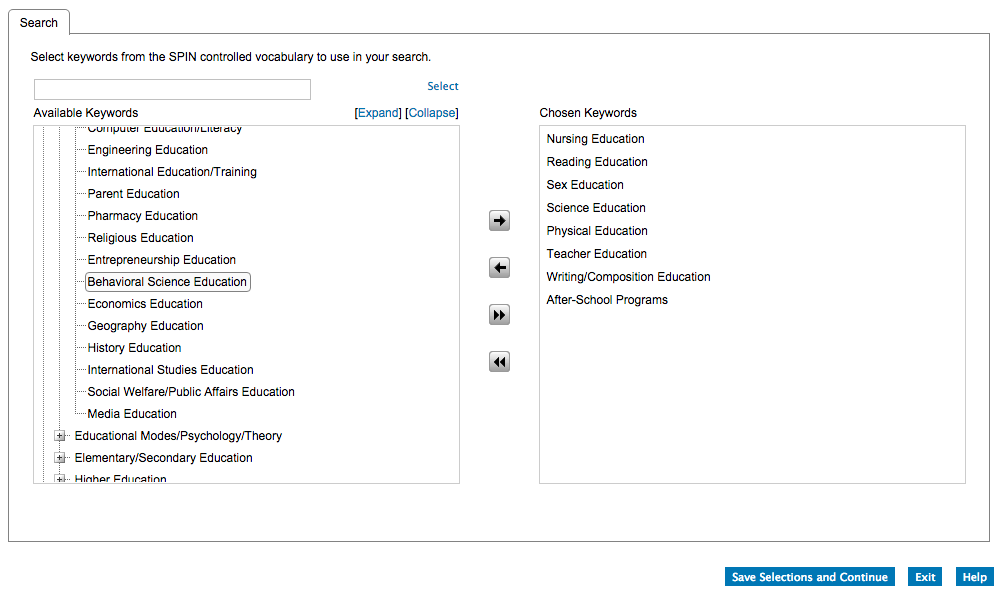 Search
Select keywords from the SPIN controlled vocabulary to use in your search.
Select
Available Keywords
[Expand] [Collapse]
Computer Education/Literacy
Engineering Education
International Education/Training
Parent Education
Pharmacy Education
Religious Education
Entrepreneurship Education
Behavioral Science Education
Economics Education
Geography Education
History Education
International Studies Education
Social Welfare/Public Affairs Education
Media Education
Educational Modes/Psychology/Theory
Elementary/Secondary Education
Higher Education
Chosen Keywords
Nursing Education
Reading Education
Sex Education
Science Education
Physical Education
Teacher Education
Writing/Composition Education
After-School Programs
Save Selections and Continue
Exit
Help